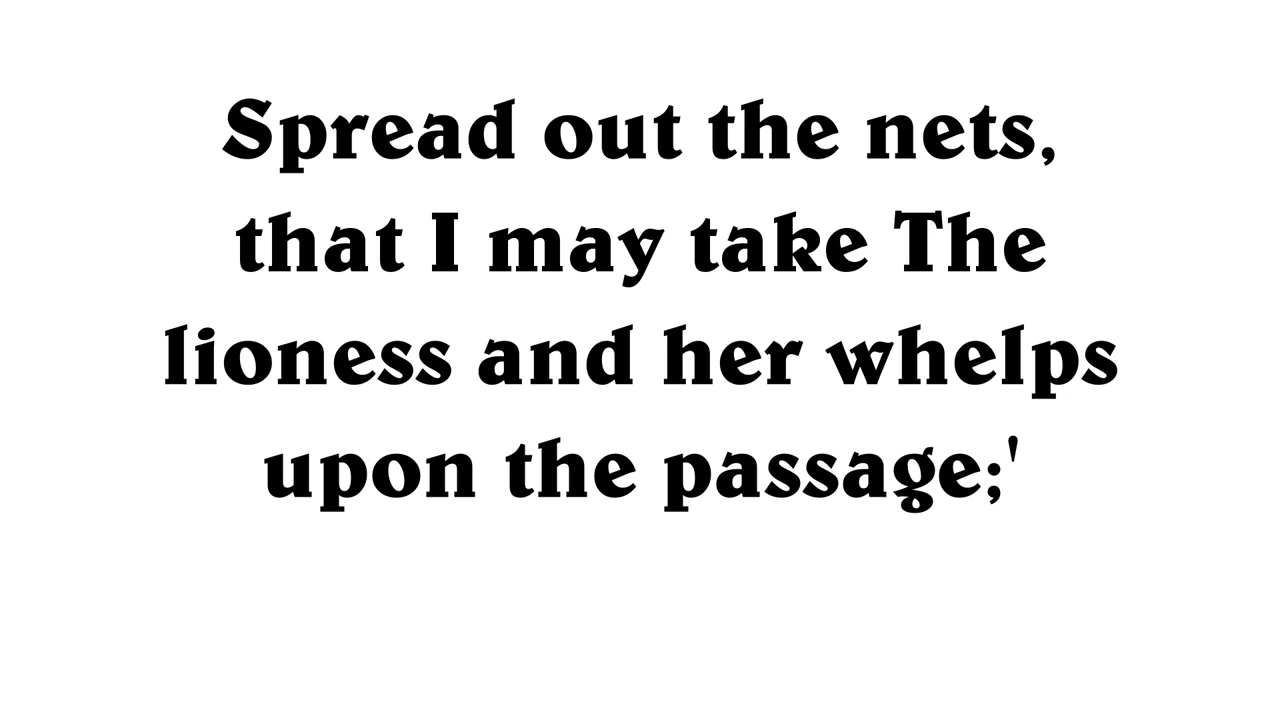 Spread out the nets,
that I may take The
lioness and her whelps
upon the passage;'